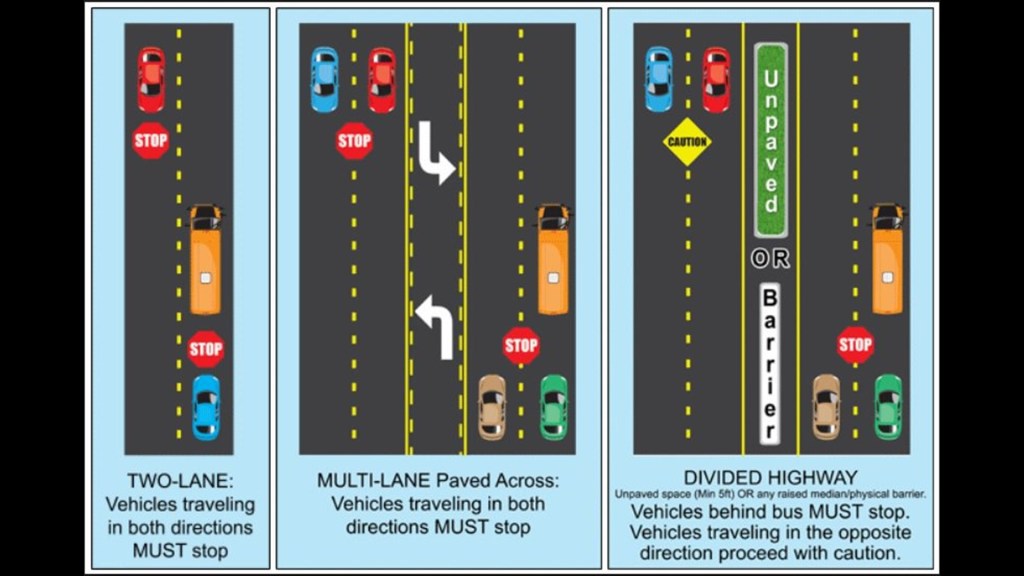 STOP
STOP
TWO-LANE:
Vehicles traveling
in both directions
MUST stop
STOP
STOP
MULTI-LANE Paved Across:
Vehicles traveling in both
directions MUST stop
CAUTION
Unpaved
OR
Barrier
STOP
DIVIDED HIGHWAY
Unpaved space (Min 5ft) OR any raised median/physical barrier.
Vehicles behind bus MUST stop.
Vehicles traveling in the opposite
direction proceed with caution.